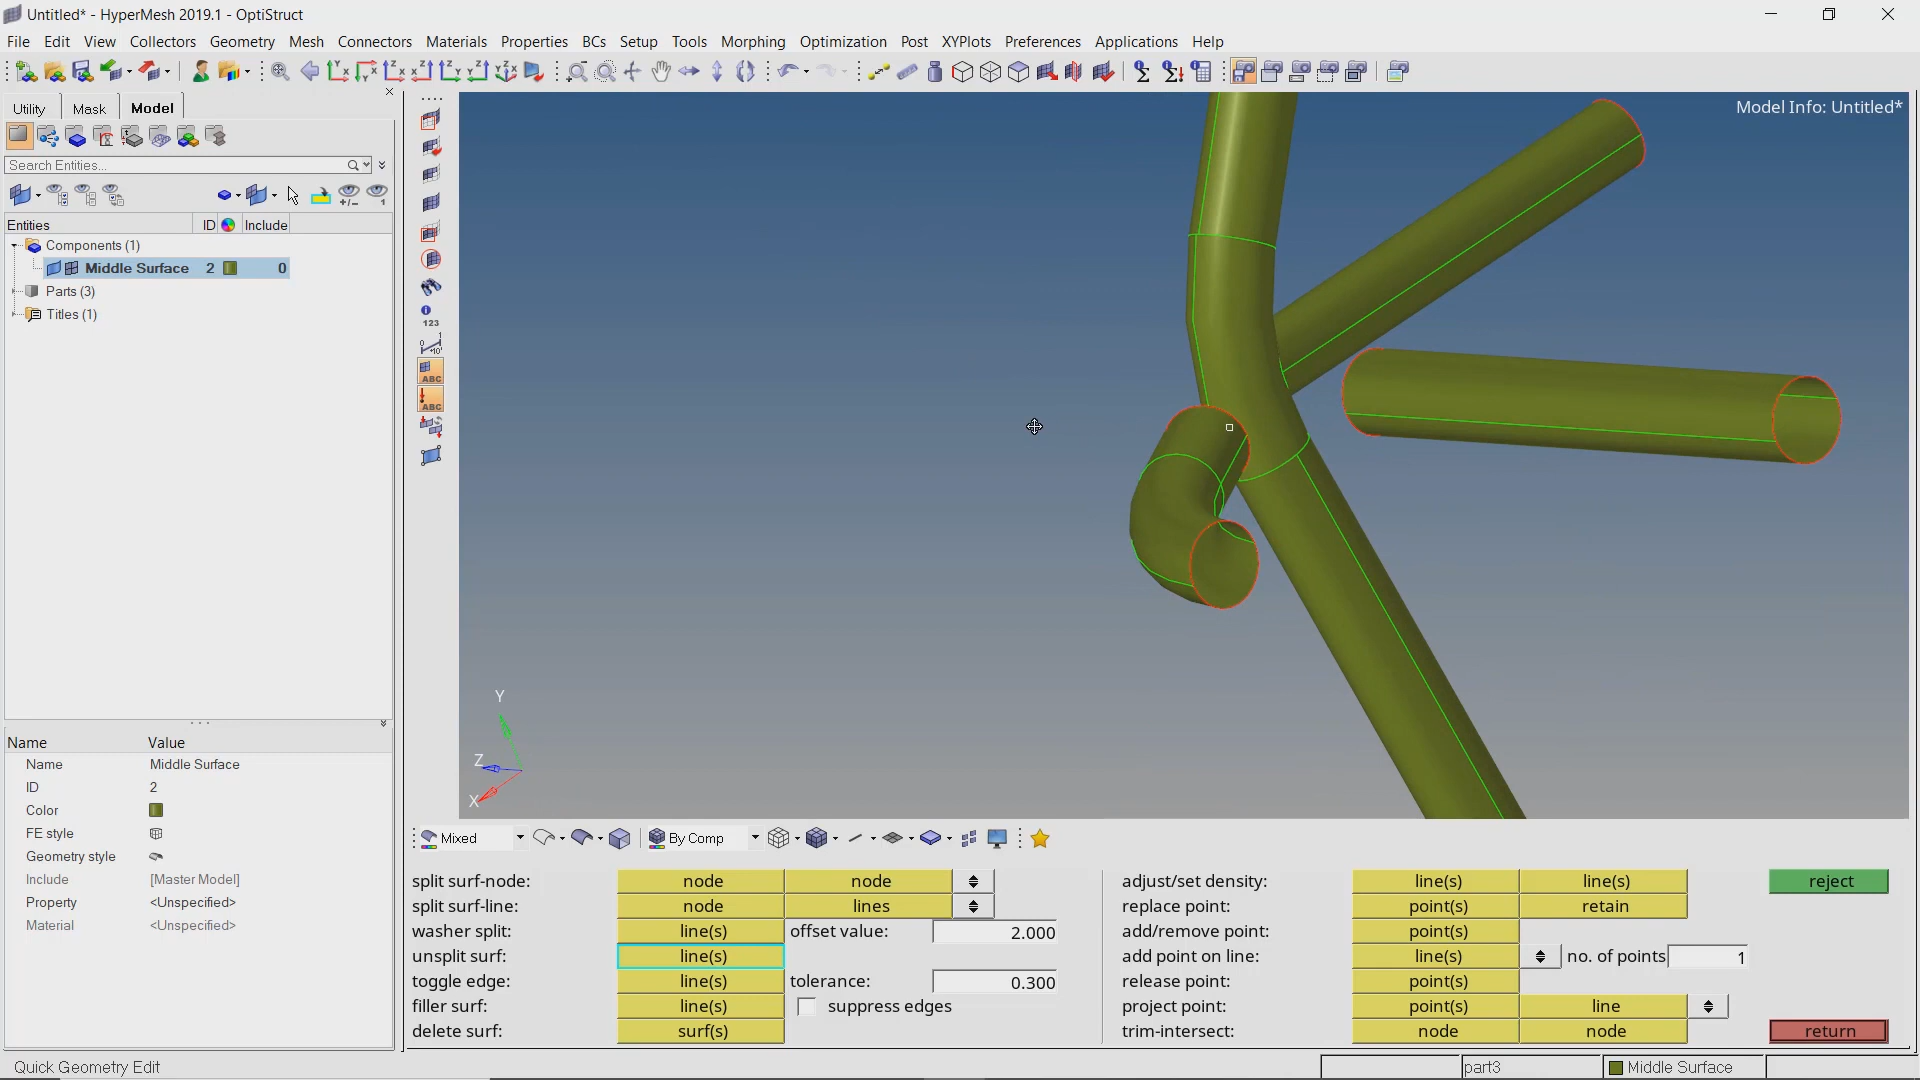 Untitled* - HyperMesh 2019.1 - OptiStruct
File Edit View Collectors Geometry Mesh Connectors Materials Properties BCs Setup Tools Morphing Optimization Post XYPlots Preferences Applications Help
Utility Mask Model
Model Info: Untitled*
Search Entities...
Entities ID Include
Components (1)
Middle Surface 2 0
Parts (3)
Titles (1)
123
ABC
ABC
Y
Z
X
Name Value
Name Middle Surface
ID 2
Color
FE style
Geometry style
Include [Master Model]
Property <Unspecified>
Material <Unspecified>
Mixed By Comp
split surf-node: node node adjust/set density: line(s) line(s) reject
split surf-line: node lines replace point: point(s) retain
washer split: line(s) offset value: 2.000 add/remove point: point(s)
unsplit surf: line(s) add point on line: line(s) no. of points 1
toggle edge: line(s) tolerance: 0.300 release point: point(s)
filler surf: line(s) suppress edges project point: point(s) line
delete surf: surf(s) trim-intersect: node node return
Quick Geometry Edit part3 Middle Surface